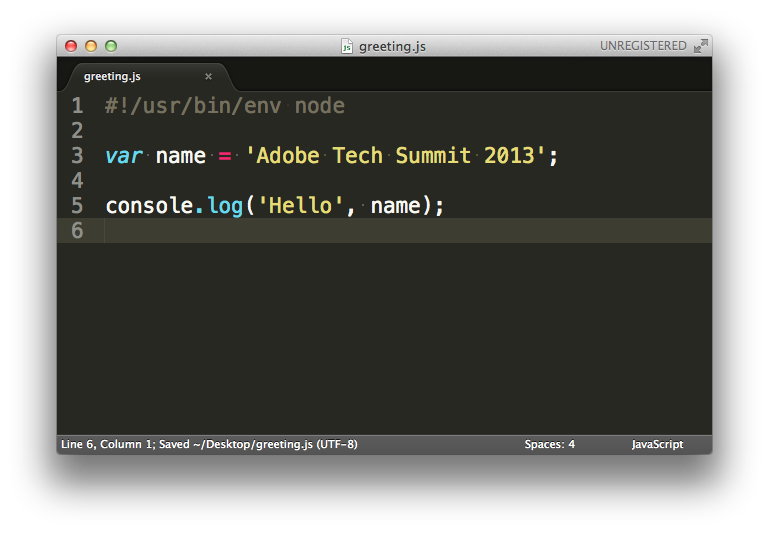 greeting.js
UNREGISTERED
greeting.js ×
1 #!/usr/bin/env node
2
3 var name = 'Adobe Tech Summit 2013';
4
5 console.log('Hello', name);
6
Line 6, Column 1; Saved ~/Desktop/greeting.js (UTF-8)
Spaces: 4
JavaScript